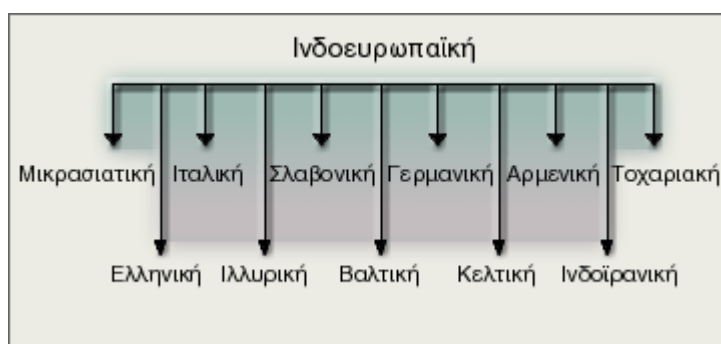 Ινδοευρωπαϊκή
Μικρασιατική Ιταλική Σλαβονική Γερμανική Αρμενική Τοχαριακή
Ελληνική Ιλλυρική Βαλτική Κελτική Ινδοϊρανική